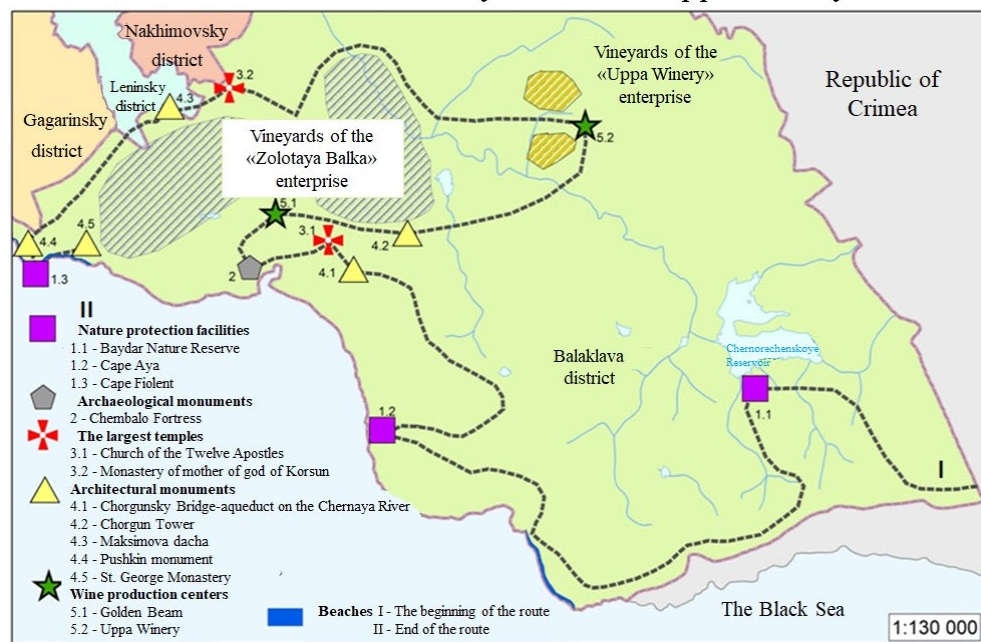 Nakhimovsky
district
3.2
Leninsky
district
4.3
Gagarinsky
district
Vineyards of the
«Zolotaya Balka»
enterprise
Vineyards of the
«Uppa Winery»
enterprise
5.2
Republic of
Crimea
5.1
3.1
4.2
4.5
4.4
2
4.1
1.3
II
Nature protection facilities
1.1 - Baydar Nature Reserve
1.2 - Cape Aya
1.3 - Cape Fiolent
Archaeological monuments
2 - Chembalo Fortress
The largest temples
3.1 - Church of the Twelve Apostles
3.2 - Monastery of mother of god of Korsun
Architectural monuments
4.1 - Chorgunsky Bridge-aqueduct on the Chernaya River
4.2 - Chorgun Tower
4.3 - Maksimova dacha
4.4 - Pushkin monument
4.5 - St. George Monastery
Wine production centers
5.1 - Golden Beam
5.2 - Uppa Winery
Beaches I - The beginning of the route
II - End of the route
Balaklava
district
Chernorechenskoye
Reservoir
1.2
1.1
I
The Black Sea
1:130 000